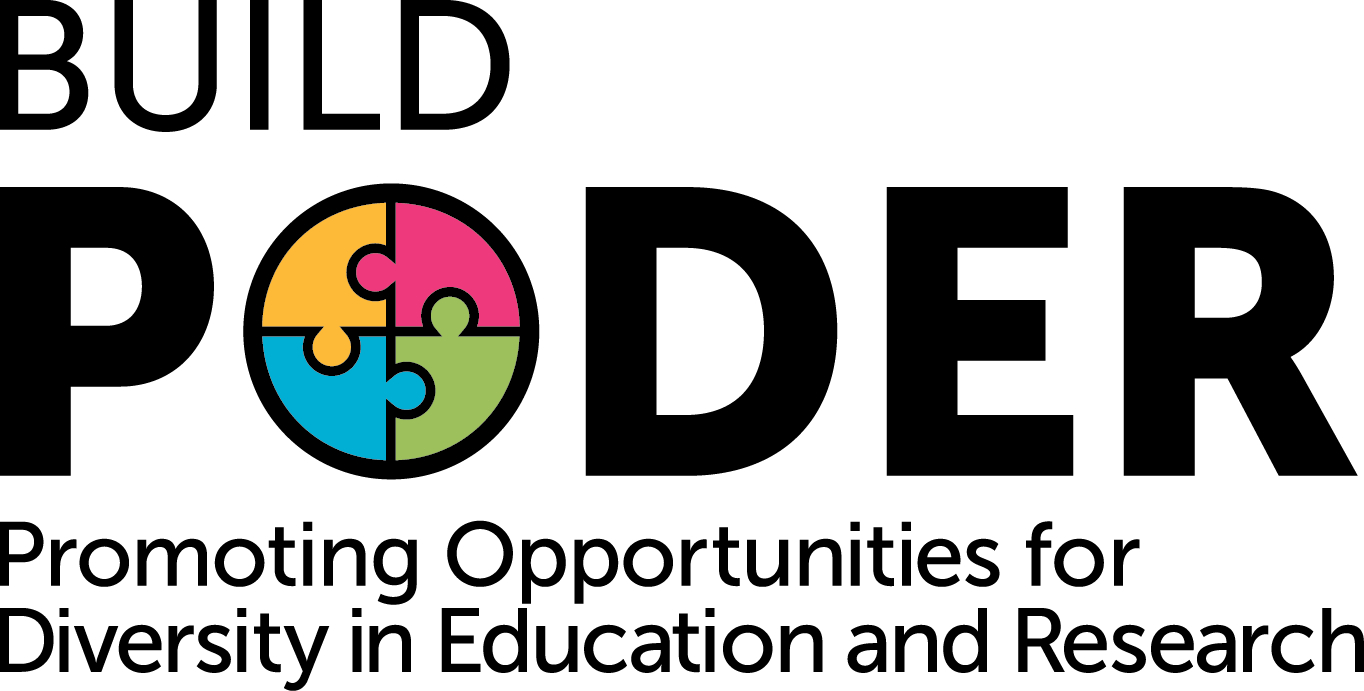 BUILD
PODER
Promoting Opportunities for
Diversity in Education and Research